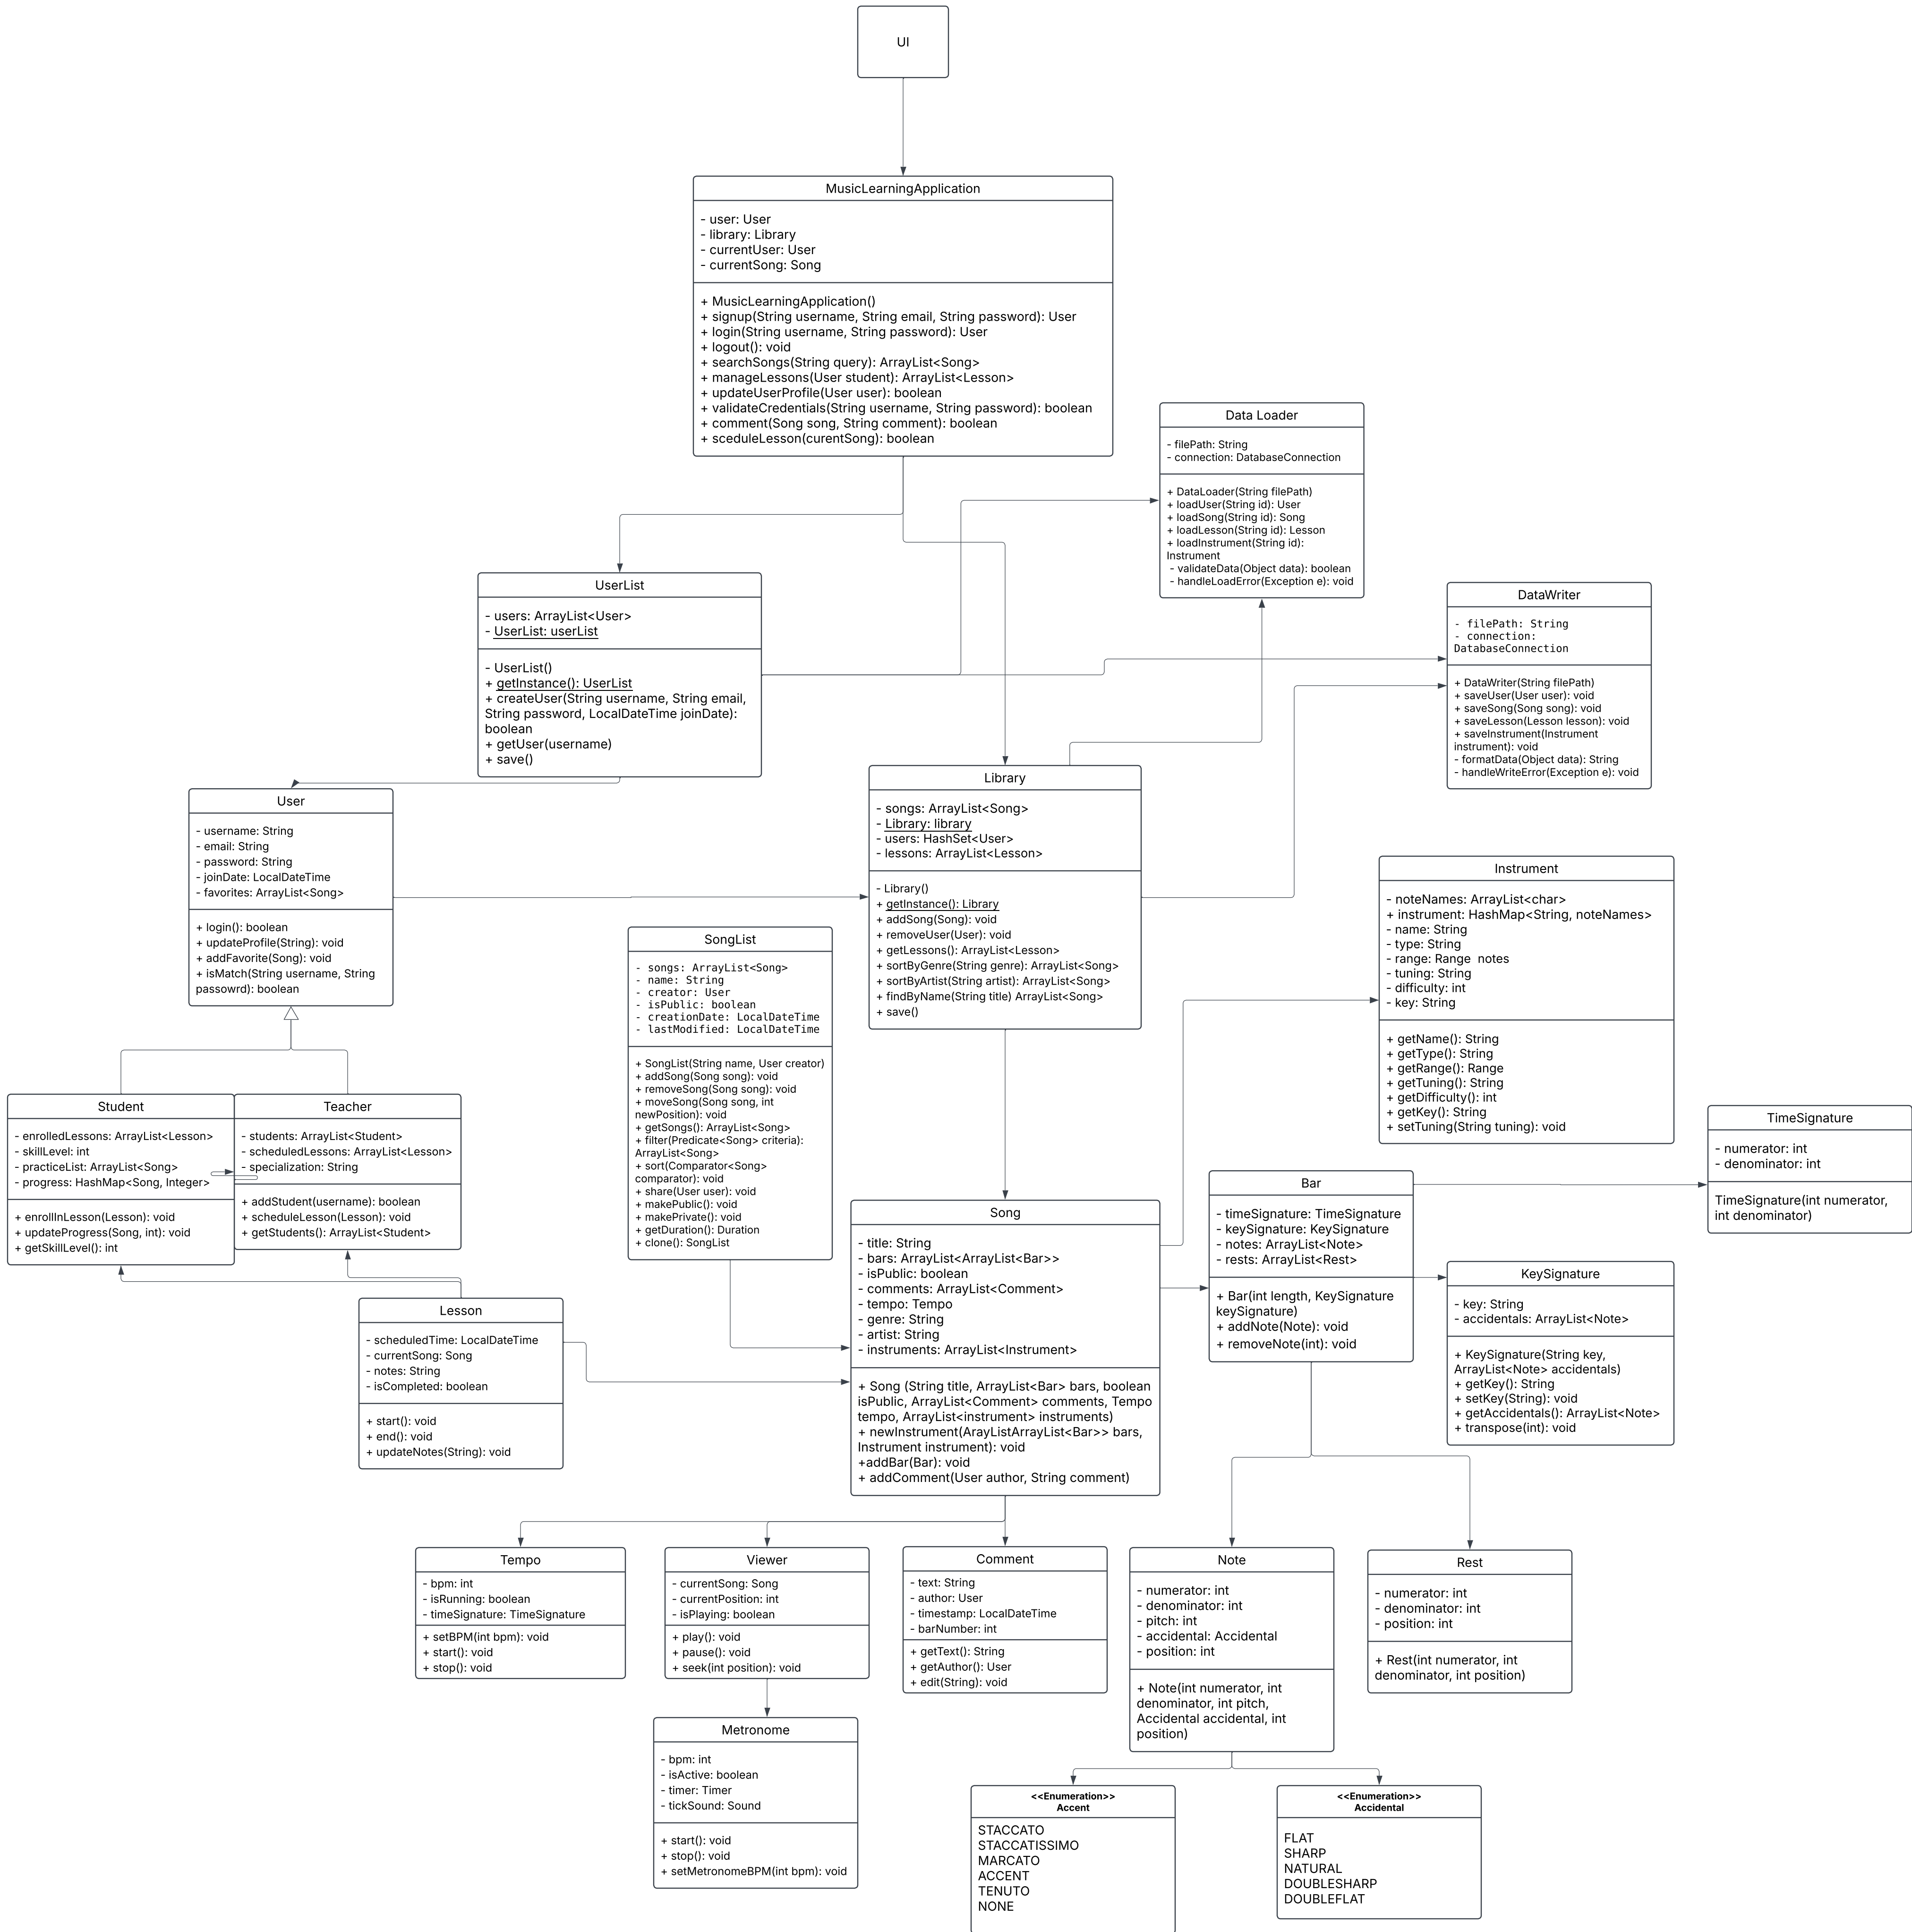 UI
MusicLearningApplication
- user: User
- library: Library
- currentUser: User
- currentSong: Song
+ MusicLearningApplication()
+ signup(String username, String email, String password): User
+ login(String username, String password): User
+ logout(): void
+ searchSongs(String query): ArrayList<Song>
+ manageLessons(User student): ArrayList<Lesson>
+ updateUserProfile(User user): boolean
+ validateCredentials(String username, String password): boolean
+ comment(Song song, String comment): boolean
+ sceduleLesson(curentSong): boolean
Data Loader
- filePath: String
- connection: DatabaseConnection
+ DataLoader(String filePath)
+ loadUser(String id): User
+ loadSong(String id): Song
+ loadLesson(String id): Lesson
+ loadInstrument(String id):
Instrument
- validateData(Object data): boolean
- handleLoadError(Exception e): void
UserList
- users: ArrayList<User>
- UserList: userList
- UserList()
+ getInstance(): UserList
+ createUser(String username, String email,
String password, LocalDateTime joinDate):
boolean
+ getUser(username)
+ save()
DataWriter
- filePath: String
- connection:
DatabaseConnection
+ DataWriter(String filePath)
+ saveUser(User user): void
+ saveSong(Song song): void
+ saveLesson(Lesson lesson): void
+ saveInstrument(Instrument
instrument): void
- formatData(Object data): String
- handleWriteError(Exception e): void
User
- username: String
- email: String
- password: String
- joinDate: LocalDateTime
- favorites: ArrayList<Song>
+ login(): boolean
+ updateProfile(String): void
+ addFavorite(Song): void
+ isMatch(String username, String
passowrd): boolean
Library
- songs: ArrayList<Song>
- Library: library
- users: HashSet<User>
- lessons: ArrayList<Lesson>
- Library()
+ getInstance(): Library
+ addSong(Song): void
+ removeUser(User): void
+ getLessons(): ArrayList<Lesson>
+ sortByGenre(String genre): ArrayList<Song>
+ sortByArtist(String artist): ArrayList<Song>
+ findByName(String title) ArrayList<Song>
+ save()
Instrument
- noteNames: ArrayList<char>
+ instrument: HashMap<String, noteNames>
- name: String
- type: String
- range: Range  notes
- tuning: String
- difficulty: int
- key: String
+ getName(): String
+ getType(): String
+ getRange(): Range
+ getTuning(): String
+ getDifficulty(): int
+ getKey(): String
+ setTuning(String tuning): void
SongList
- songs: ArrayList<Song>
- name: String
- creator: User
- isPublic: boolean
- creationDate: LocalDateTime
- lastModified: LocalDateTime
+ SongList(String name, User creator)
+ addSong(Song song): void
+ removeSong(Song song): void
+ moveSong(Song song, int
newPosition): void
+ getSongs(): ArrayList<Song>
+ filter(Predicate<Song> criteria):
ArrayList<Song>
+ sort(Comparator<Song>
comparator): void
+ share(User user): void
+ makePublic(): void
+ makePrivate(): void
+ getDuration(): Duration
+ clone(): SongList
Student
- enrolledLessons: ArrayList<Lesson>
- skillLevel: int
- practiceList: ArrayList<Song>
- progress: HashMap<Song, Integer>
+ enrollInLesson(Lesson): void
+ updateProgress(Song, int): void
+ getSkillLevel(): int
Teacher
- students: ArrayList<Student>
- scheduledLessons: ArrayList<Lesson>
- specialization: String
+ addStudent(username): boolean
+ scheduleLesson(Lesson): void
+ getStudents(): ArrayList<Student>
TimeSignature
- numerator: int
- denominator: int
TimeSignature(int numerator,
int denominator)
Bar
- timeSignature: TimeSignature
- keySignature: KeySignature
- notes: ArrayList<Note>
- rests: ArrayList<Rest>
+ Bar(int length, KeySignature
keySignature)
+ addNote(Note): void
+ removeNote(int): void
Song
- title: String
- bars: ArrayList<ArrayList<Bar>>
- isPublic: boolean
- comments: ArrayList<Comment>
- tempo: Tempo
- genre: String
- artist: String
- instruments: ArrayList<Instrument>
+ Song (String title, ArrayList<Bar> bars, boolean
isPublic, ArrayList<Comment> comments, Tempo
tempo, ArrayList<instrument> instruments)
+ newInstrument(ArayListArrayList<Bar>> bars,
Instrument instrument): void
+addBar(Bar): void
+ addComment(User author, String comment)
KeySignature
- key: String
- accidentals: ArrayList<Note>
+ KeySignature(String key,
ArrayList<Note> accidentals)
+ getKey(): String
+ setKey(String): void
+ getAccidentals(): ArrayList<Note>
+ transpose(int): void
Lesson
- scheduledTime: LocalDateTime
- currentSong: Song
- notes: String
- isCompleted: boolean
+ start(): void
+ end(): void
+ updateNotes(String): void
Tempo
- bpm: int
- isRunning: boolean
- timeSignature: TimeSignature
+ setBPM(int bpm): void
+ start(): void
+ stop(): void
Viewer
- currentSong: Song
- currentPosition: int
- isPlaying: boolean
+ play(): void
+ pause(): void
+ seek(int position): void
Comment
- text: String
- author: User
- timestamp: LocalDateTime
- barNumber: int
+ getText(): String
+ getAuthor(): User
+ edit(String): void
Note
- numerator: int
- denominator: int
- pitch: int
- accidental: Accidental
- position: int
+ Note(int numerator, int
denominator, int pitch,
Accidental accidental, int
position)
Rest
- numerator: int
- denominator: int
- position: int
+ Rest(int numerator, int
denominator, int position)
Metronome
- bpm: int
- isActive: boolean
- timer: Timer
- tickSound: Sound
+ start(): void
+ stop(): void
+ setMetronomeBPM(int bpm): void
<<Enumeration>>
Accent
STACCATO
STACCATISSIMO
MARCATO
ACCENT
TENUTO
NONE
<<Enumeration>>
Accidental
FLAT
SHARP
NATURAL
DOUBLESHARP
DOUBLEFLAT